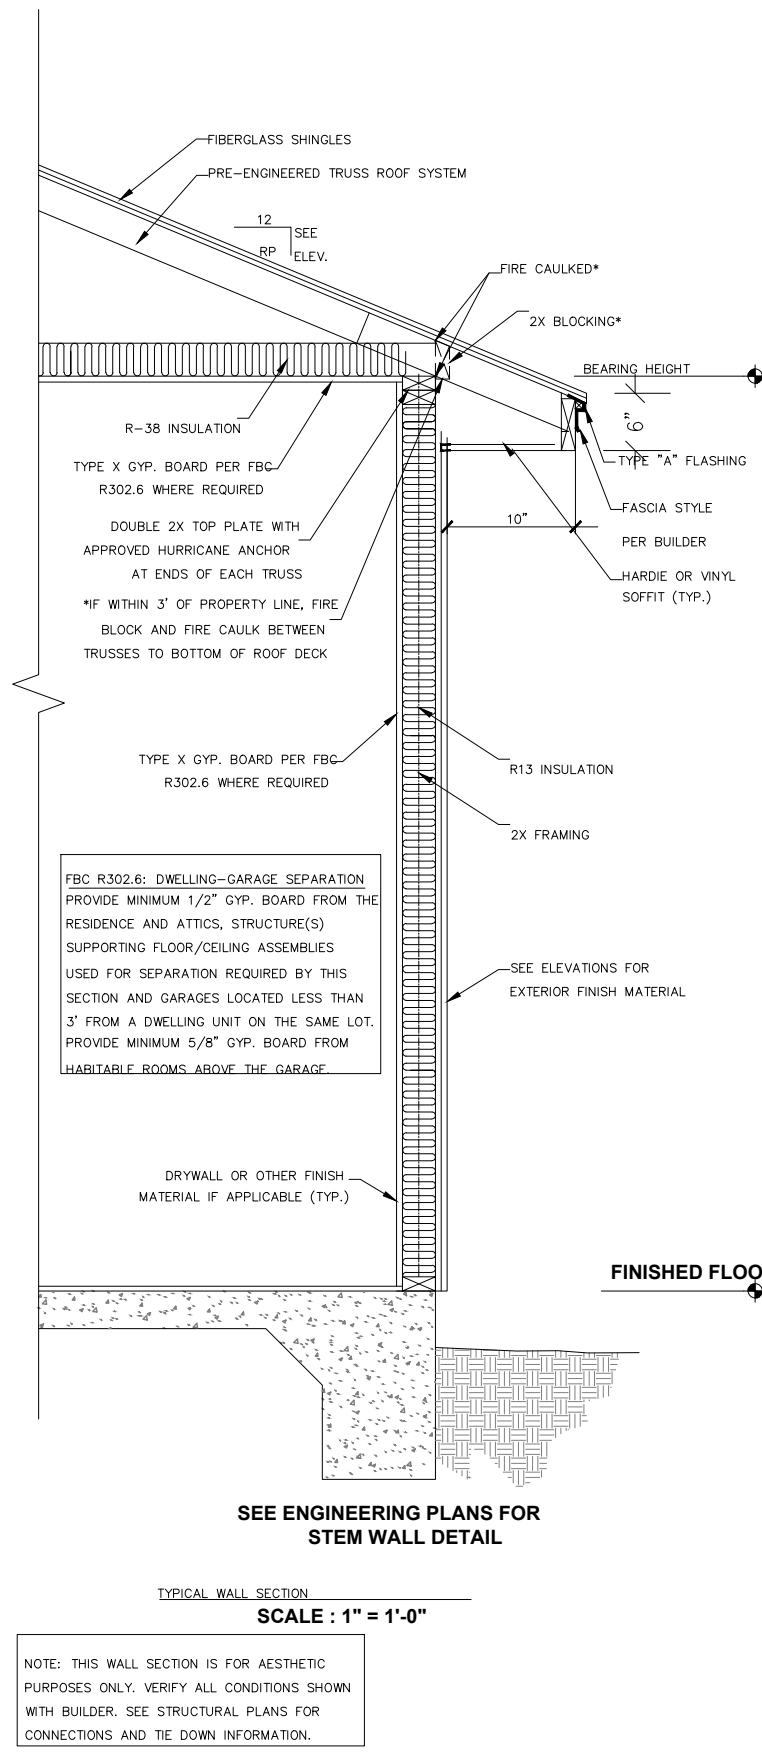 FIBERGLASS SHINGLES
PRE-ENGINEERED TRUSS ROOF SYSTEM
12
SEE
RP
ELEV.
FIRE CAULKED*
2X BLOCKING*
BEARING HEIGHT
6"
R-38 INSULATION
TYPE "A" FLASHING
TYPE X GYP. BOARD PER FBC
R302.6 WHERE REQUIRED
FASCIA STYLE
PER BUILDER
10"
DOUBLE 2X TOP PLATE WITH
APPROVED HURRICANE ANCHOR
AT ENDS OF EACH TRUSS
HARDIE OR VINYL
SOFFIT (TYP.)
*IF WITHIN 3' OF PROPERTY LINE, FIRE
BLOCK AND FIRE CAULK BETWEEN
TRUSSES TO BOTTOM OF ROOF DECK
TYPE X GYP. BOARD PER FBC
R302.6 WHERE REQUIRED
R13 INSULATION
2X FRAMING
FBC R302.6: DWELLING-GARAGE SEPARATION
PROVIDE MINIMUM 1/2" GYP. BOARD FROM THE
RESIDENCE AND ATTICS, STRUCTURE(S)
SUPPORTING FLOOR/CEILING ASSEMBLIES
USED FOR SEPARATION REQUIRED BY THIS
SECTION AND GARAGES LOCATED LESS THAN
3' FROM A DWELLING UNIT ON THE SAME LOT.
PROVIDE MINIMUM 5/8" GYP. BOARD FROM
HABITABLE ROOMS ABOVE THE GARAGE.
SEE ELEVATIONS FOR
EXTERIOR FINISH MATERIAL
DRYWALL OR OTHER FINISH
MATERIAL IF APPLICABLE (TYP.)
FINISHED FLOO
SEE ENGINEERING PLANS FOR
STEM WALL DETAIL
TYPICAL WALL SECTION
SCALE : 1" = 1'-0"
NOTE: THIS WALL SECTION IS FOR AESTHETIC
PURPOSES ONLY. VERIFY ALL CONDITIONS SHOWN
WITH BUILDER. SEE STRUCTURAL PLANS FOR
CONNECTIONS AND TIE DOWN INFORMATION.